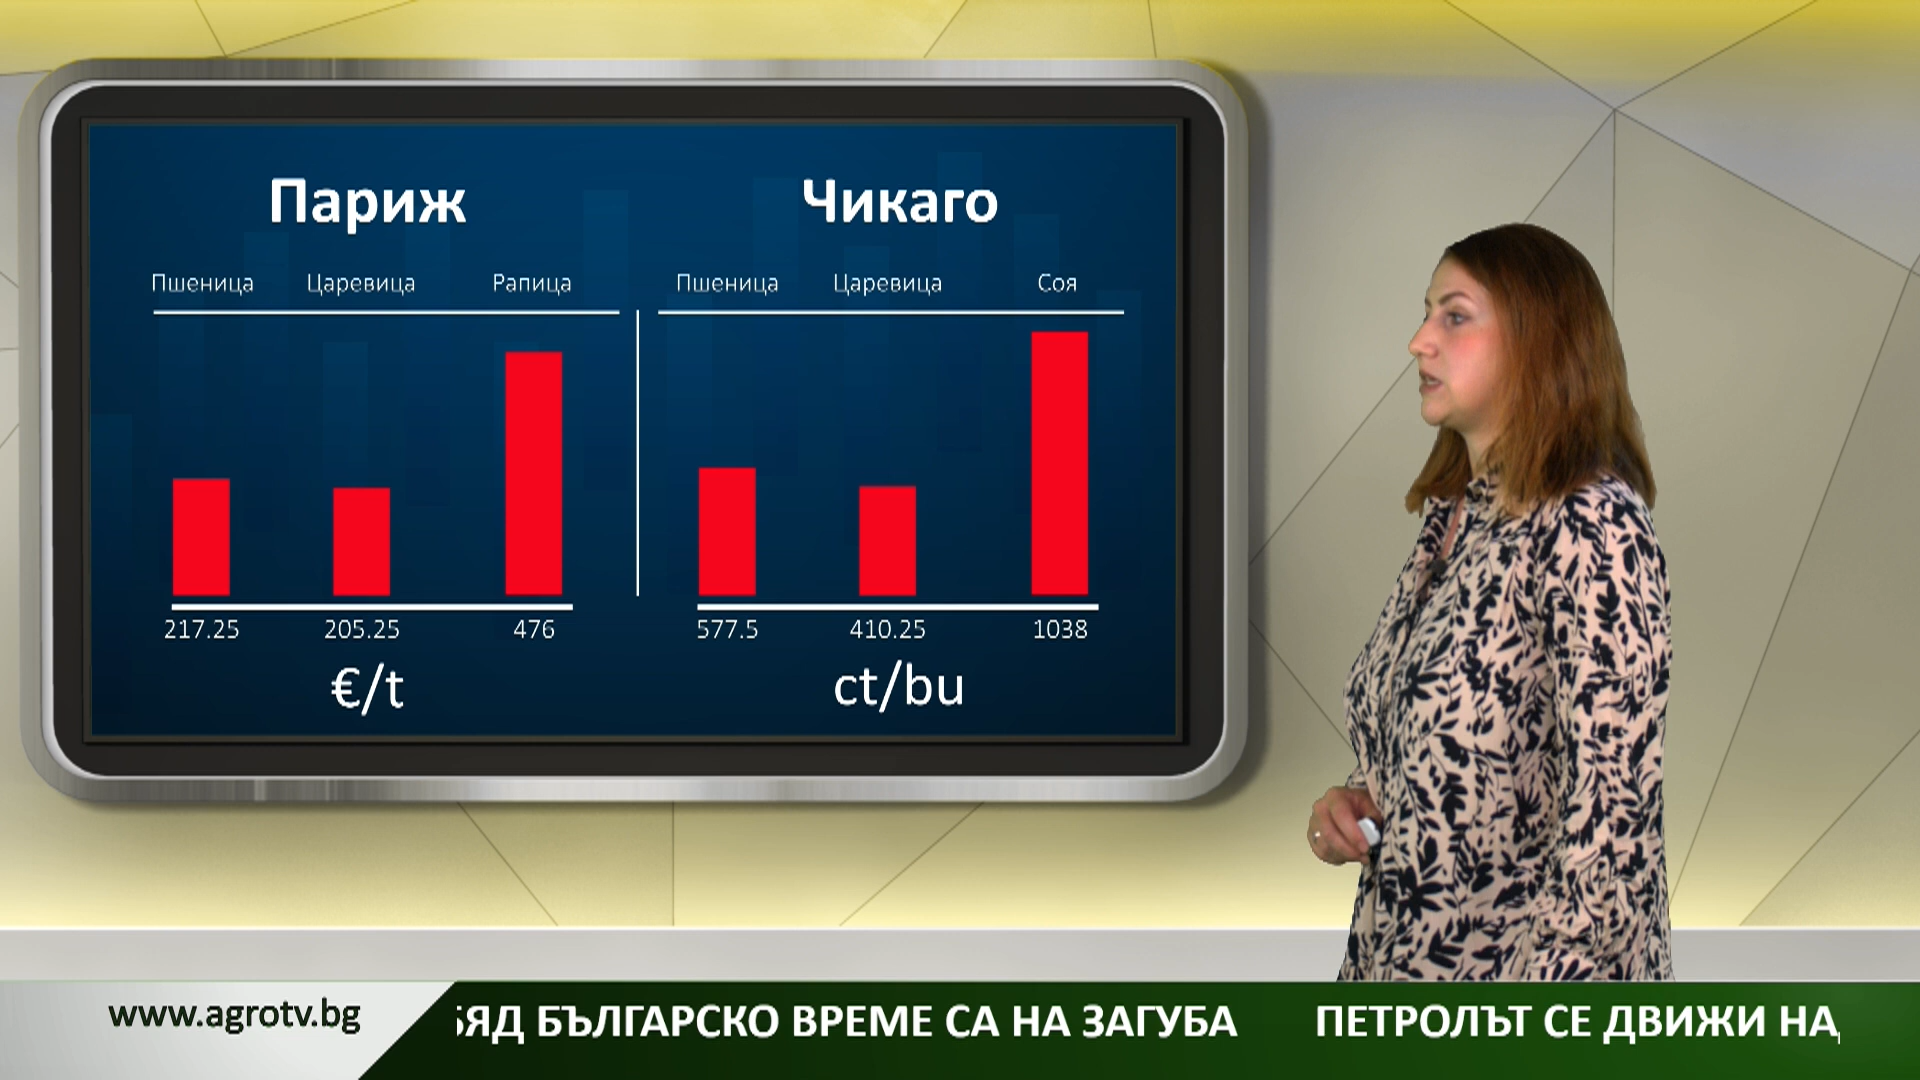 Париж
Пшеница Царевица Рапица
217.25 205.25 476
€/t
Чикаго
Пшеница Царевица Соя
577.5 410.25 1038
ct/bu
www.agrotv.bg
БЯД БЪЛГАРСКО ВРЕМЕ СА НА ЗАГУБА ПЕТРОЛЪТ СЕ ДВИЖИ НА